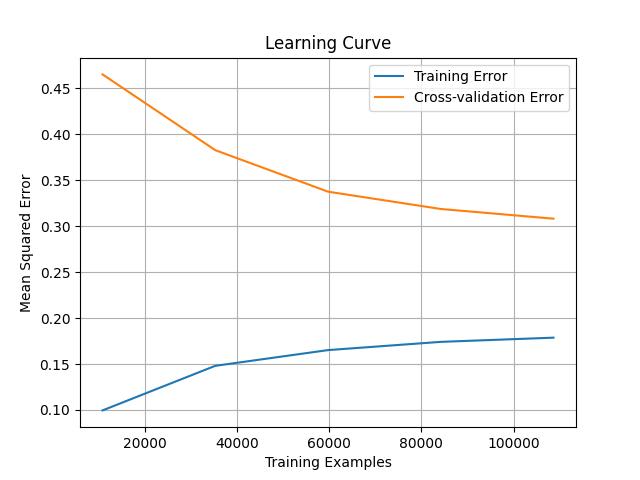 Learning Curve
Training Error
Cross-validation Error
0.45
0.40
0.35
0.30
0.25
0.20
0.15
0.10
Mean Squared Error
20000 40000 60000 80000 100000
Training Examples